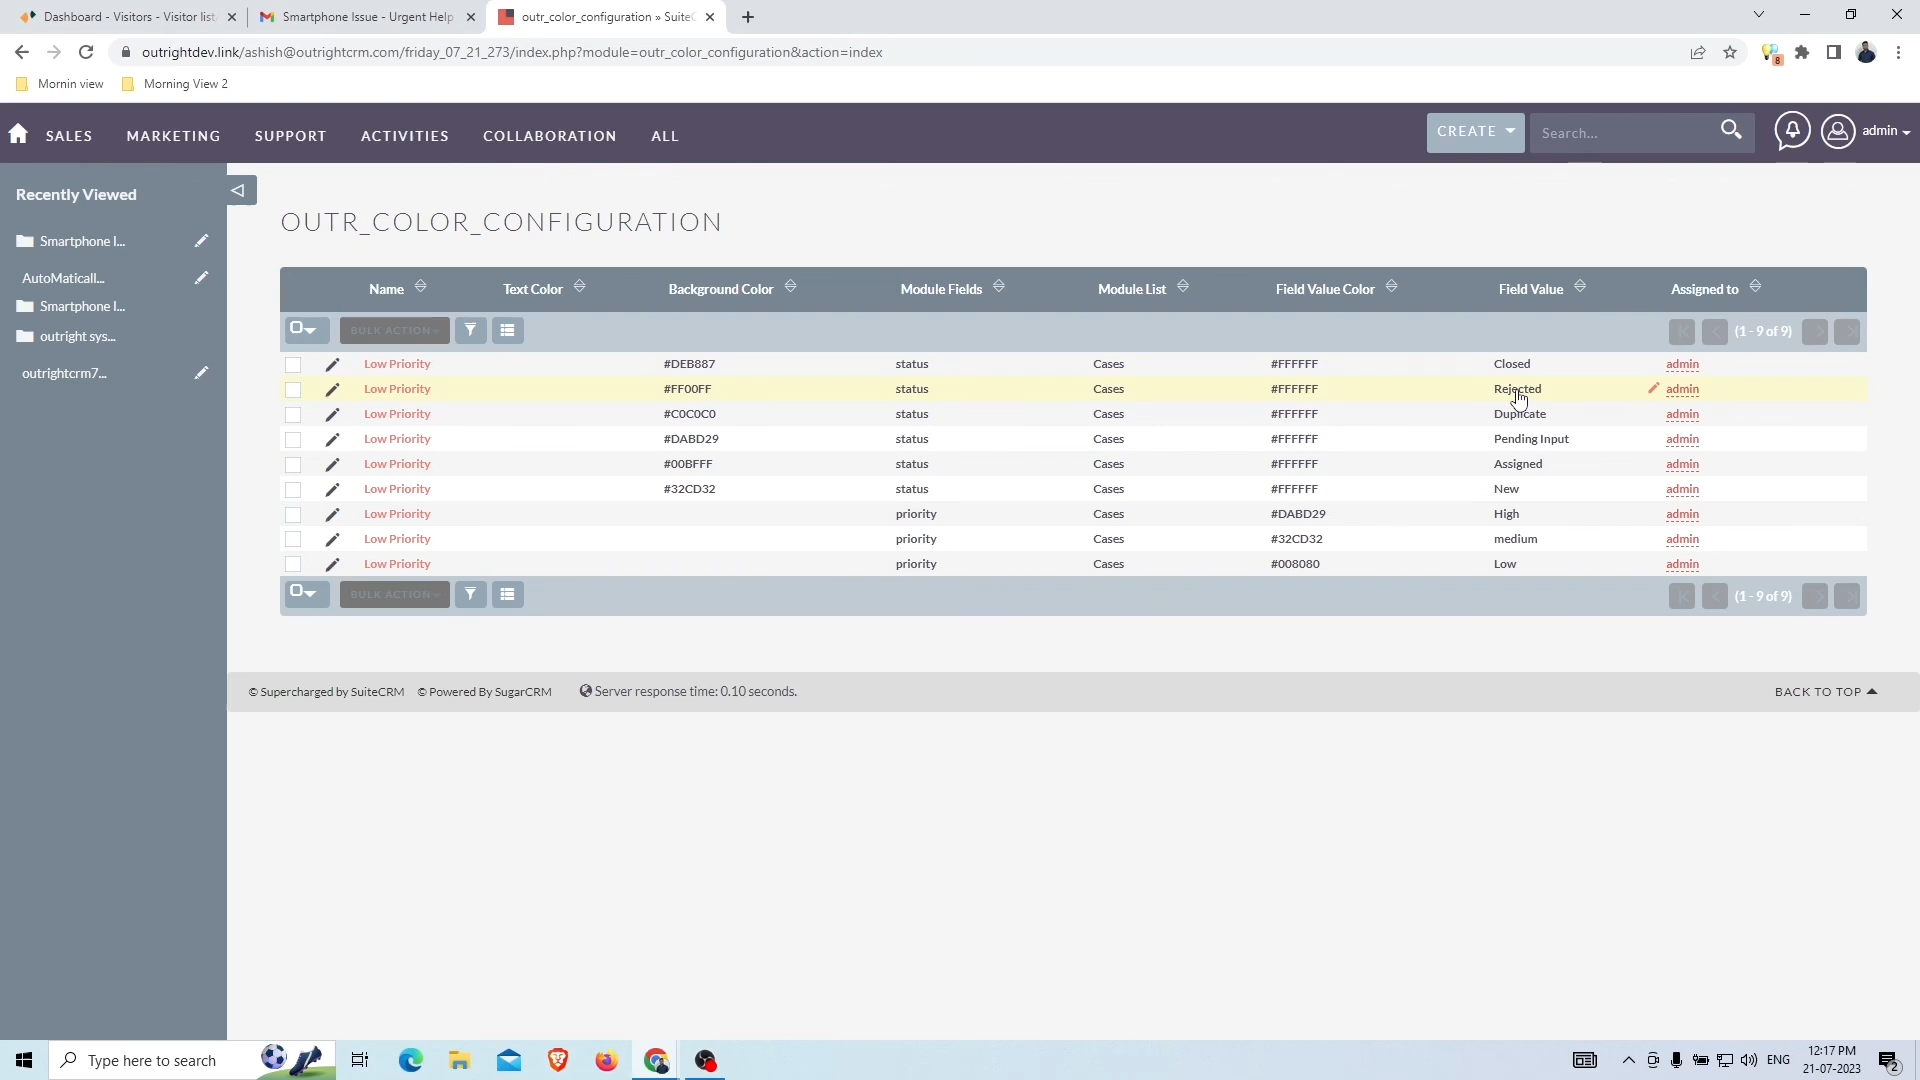 Dashboard - Visitors - Visitor list
Smartphone Issue - Urgent Help
outr_color_configuration » SuiteC
outrightdev.link/ashish@outrightcrm.com/friday_07_21_273/index.php?module=outr_color_configuration&action=index
8
Mornin view
Morning View 2
SALES MARKETING SUPPORT ACTIVITIES COLLABORATION ALL
CREATE
Search...
admin
Recently Viewed
Smartphone I...
AutoMaticall...
Smartphone I...
outright sys...
outrightcrm7...
OUTR_COLOR_CONFIGURATION
Name Text Color Background Color Module Fields Module List Field Value Color Field Value Assigned to
BULK ACTION (1 - 9 of 9)
Low Priority #DEB887 status Cases #FFFFFF Closed admin
Low Priority #FF00FF status Cases #FFFFFF Rejected admin
Low Priority #C0C0C0 status Cases #FFFFFF Duplicate admin
Low Priority #DABD29 status Cases #FFFFFF Pending Input admin
Low Priority #00BFFF status Cases #FFFFFF Assigned admin
Low Priority #32CD32 status Cases #FFFFFF New admin
Low Priority priority Cases #DABD29 High admin
Low Priority priority Cases #32CD32 medium admin
Low Priority priority Cases #008080 Low admin
BULK ACTION (1 - 9 of 9)
© Supercharged by SuiteCRM © Powered By SugarCRM Server response time: 0.10 seconds. BACK TO TOP
Type here to search
ENG
12:17 PM
21-07-2023
2